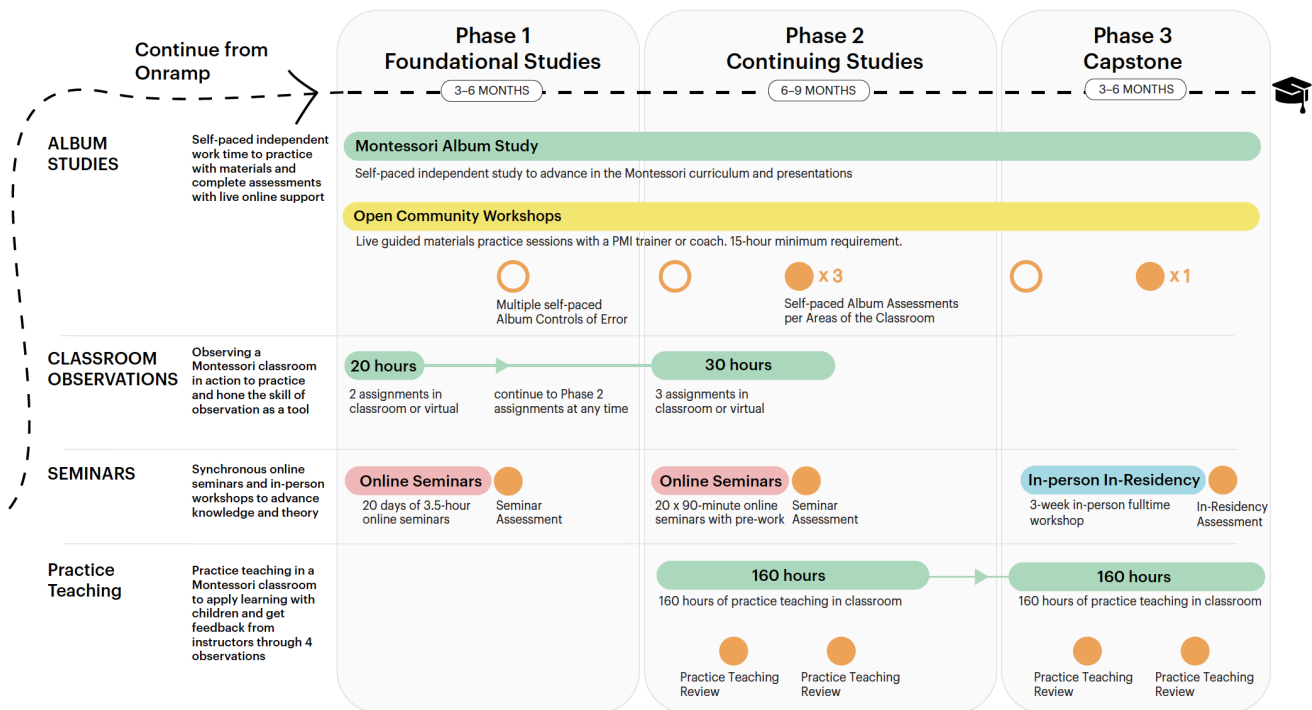 Continue from
Onramp
Phase 1
Foundational Studies
3–6 MONTHS
Phase 2
Continuing Studies
6–9 MONTHS
Phase 3
Capstone
3–6 MONTHS
ALBUM
STUDIES
Self-paced independent
work time to practice
with materials and
complete assessments
with live online support
Montessori Album Study
Self-paced independent study to advance in the Montessori curriculum and presentations
Open Community Workshops
Live guided materials practice sessions with a PMI trainer or coach. 15-hour minimum requirement.
Multiple self-paced
Album Controls of Error
x 3
Self-paced Album Assessments
per Areas of the Classroom
x 1
CLASSROOM
OBSERVATIONS
Observing a
Montessori classroom
in action to practice
and hone the skill of
observation as a tool
20 hours
2 assignments in
classroom or virtual
continue to Phase 2
assignments at any time
30 hours
3 assignments in
classroom or virtual
SEMINARS
Synchronous online
seminars and in-person
workshops to advance
knowledge and theory
Online Seminars
20 days of 3.5-hour
online seminars
Seminar
Assessment
Online Seminars
20 x 90-minute online
seminars with pre-work
Seminar
Assessment
In-person In-Residency
3-week in-person fulltime
workshop
In-Residency
Assessment
Practice
Teaching
Practice teaching in a
Montessori classroom
to apply learning with
children and get
feedback from
instructors through 4
observations
160 hours
160 hours of practice teaching in classroom
Practice Teaching
Review
Practice Teaching
Review
160 hours
160 hours of practice teaching in classroom
Practice Teaching
Review
Practice Teaching
Review